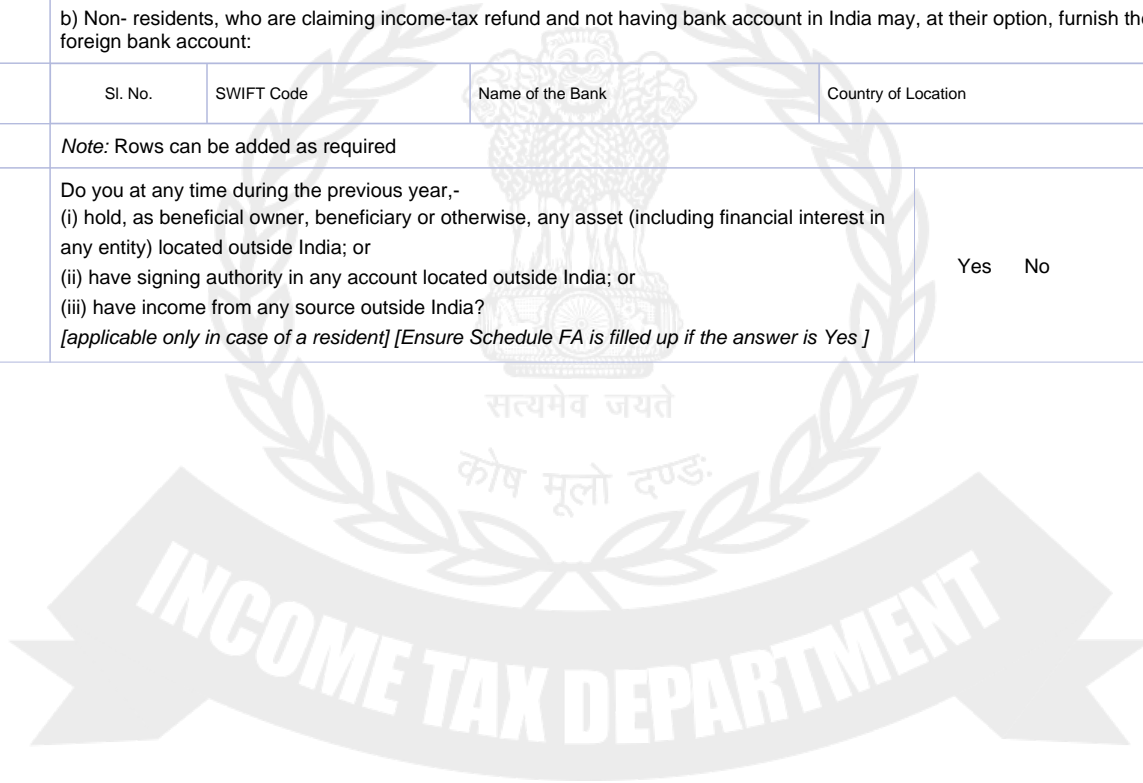 b) Non- residents, who are claiming income-tax refund and not having bank account in India may, at their option, furnish the
foreign bank account:
Sl. No. SWIFT Code Name of the Bank Country of Location
Note: Rows can be added as required
Do you at any time during the previous year,-
(i) hold, as beneficial owner, beneficiary or otherwise, any asset (including financial interest in
any entity) located outside India; or
(ii) have signing authority in any account located outside India; or
(iii) have income from any source outside India?
[applicable only in case of a resident] [Ensure Schedule FA is filled up if the answer is Yes ]
Yes No
सत्यमेव जयते
कोष मूलो दण्डः
INCOME TAX DEPARTMENT